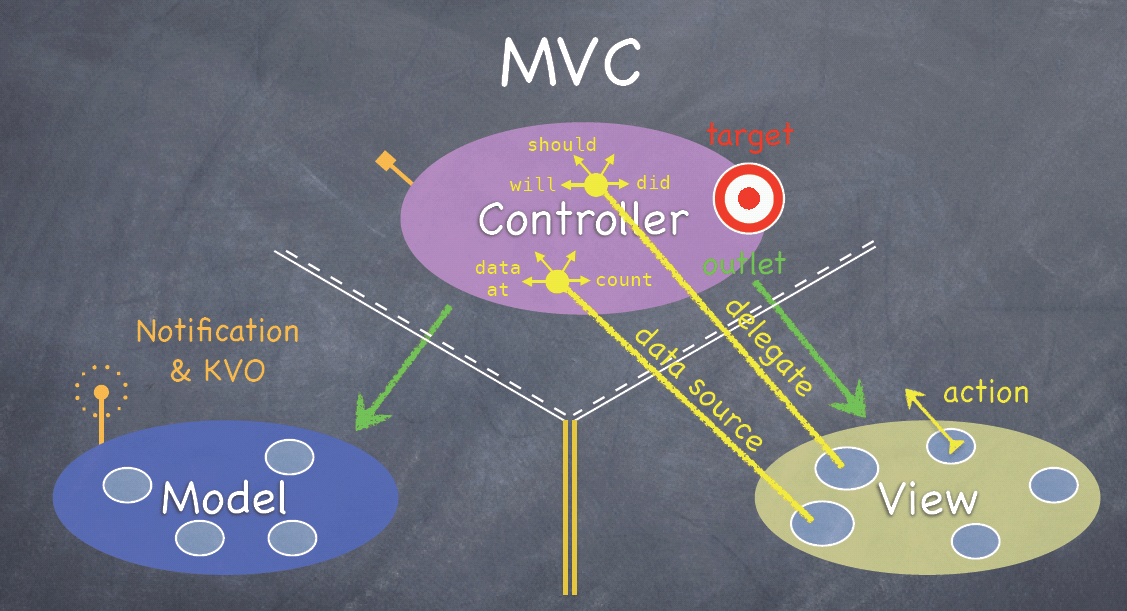 MVC
should
target
will
did
Controller
data
at
count
outlet
Notification
& KVO
delegate
data source
action
Model
View